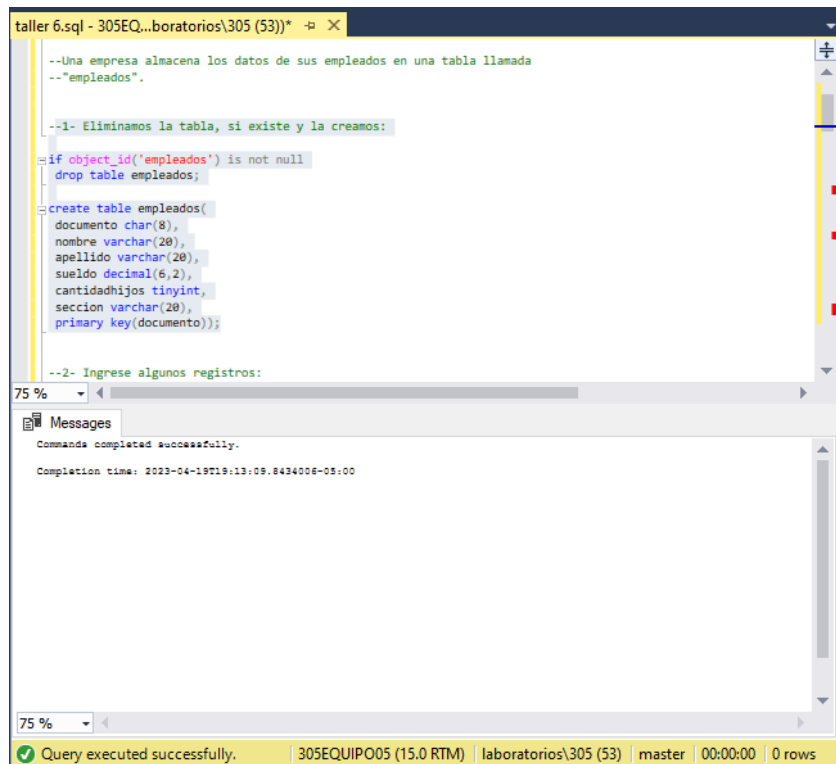 taller 6.sql - 305EQ...boratorios\305 (53))*
--Una empresa almacena los datos de sus empleados en una tabla llamada
--"empleados".
--1- Eliminamos la tabla, si existe y la creamos:
if object_id('empleados') is not null
drop table empleados;
create table empleados(
documento char(8),
nombre varchar(20),
apellido varchar(20),
sueldo decimal(6,2),
cantidadhijos tinyint,
seccion varchar(20),
primary key(documento));
--2- Ingrese algunos registros:
75 %
Messages
Commands completed successfully.
Completion time: 2023-04-19T19:13:09.8434006-05:00
75 %
Query executed successfully. 305EQUIPO05 (15.0 RTM) laboratorios\305 (53) master 00:00:00 0 rows